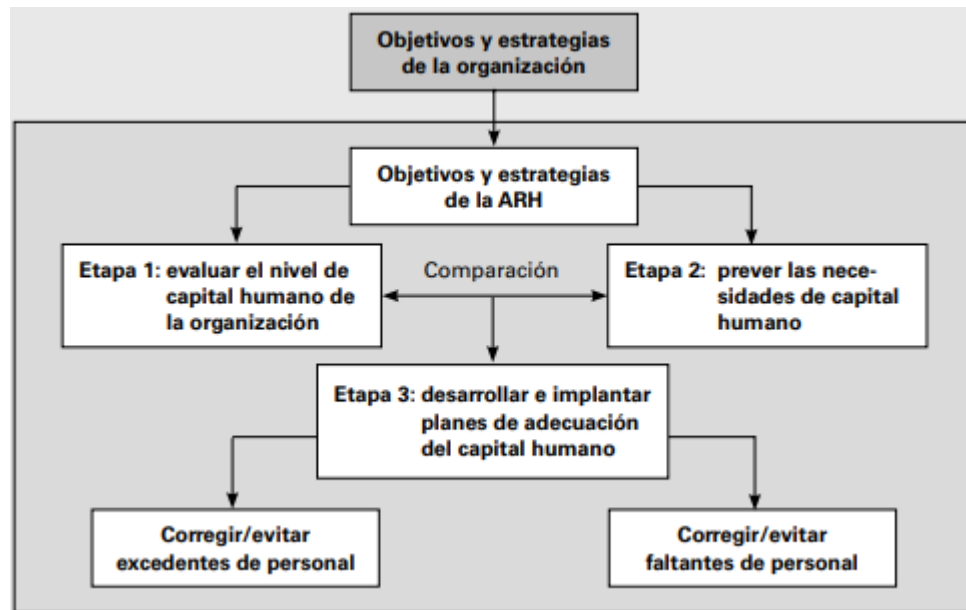 Objetivos y estrategias
de la organización
Objetivos y estrategias
de la ARH
Etapa 1: evaluar el nivel de
capital humano de
la organización
Comparación
Etapa 2: prever las nece-
sidades de capital
humano
Etapa 3: desarrollar e implantar
planes de adecuación
del capital humano
Corregir/evitar
excedentes de personal
Corregir/evitar
faltantes de personal